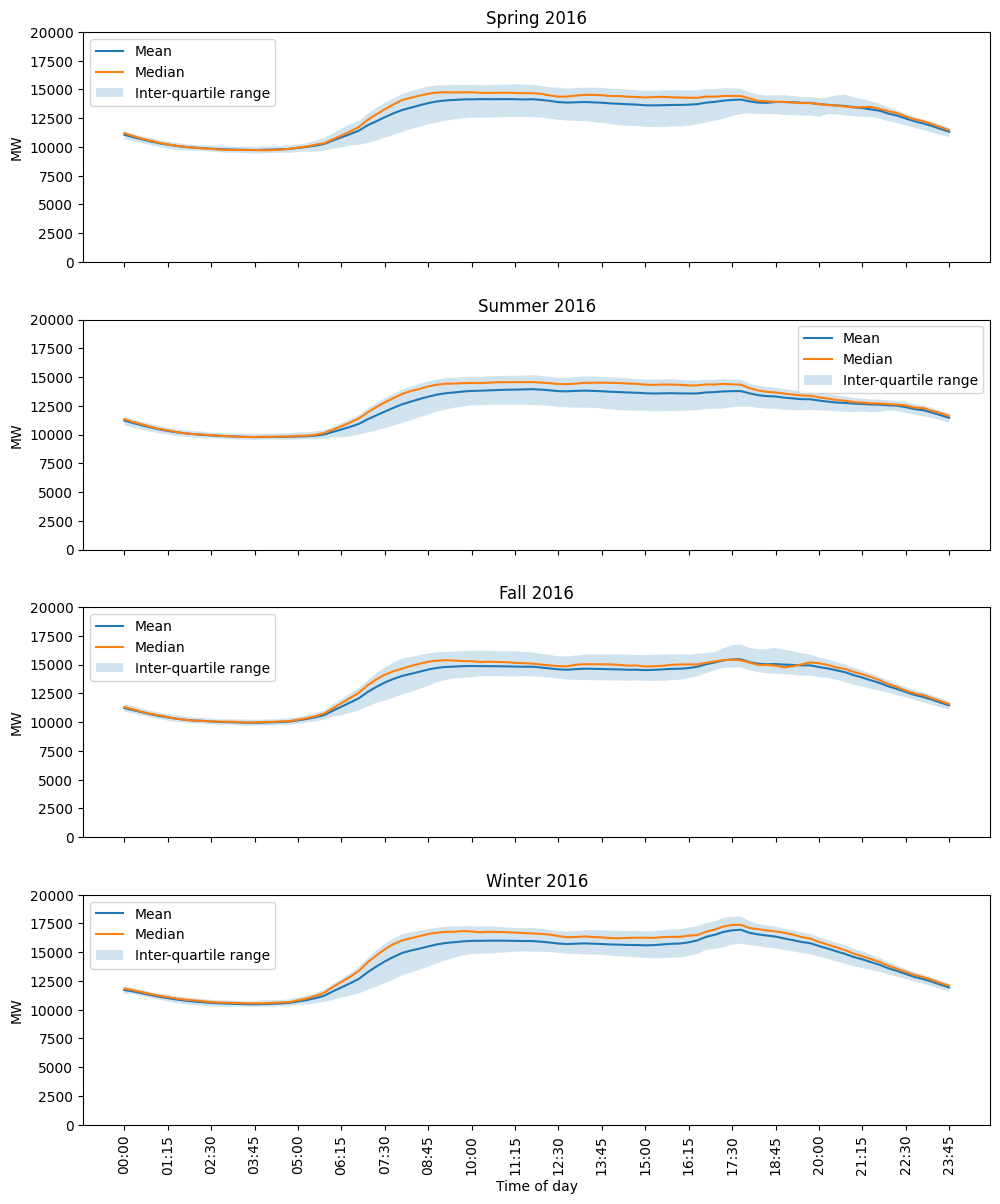 Spring 2016
20000
17500
15000
12500
10000
7500
5000
2500
0
MW
Mean
Median
Inter-quartile range
Summer 2016
20000
17500
15000
12500
10000
7500
5000
2500
0
MW
Mean
Median
Inter-quartile range
Fall 2016
20000
17500
15000
12500
10000
7500
5000
2500
0
MW
Mean
Median
Inter-quartile range
Winter 2016
20000
17500
15000
12500
10000
7500
5000
2500
0
MW
Mean
Median
Inter-quartile range
00:00
01:15
02:30
03:45
05:00
06:15
07:30
08:45
10:00
11:15
12:30
13:45
15:00
16:15
17:30
18:45
20:00
21:15
22:30
23:45
Time of day